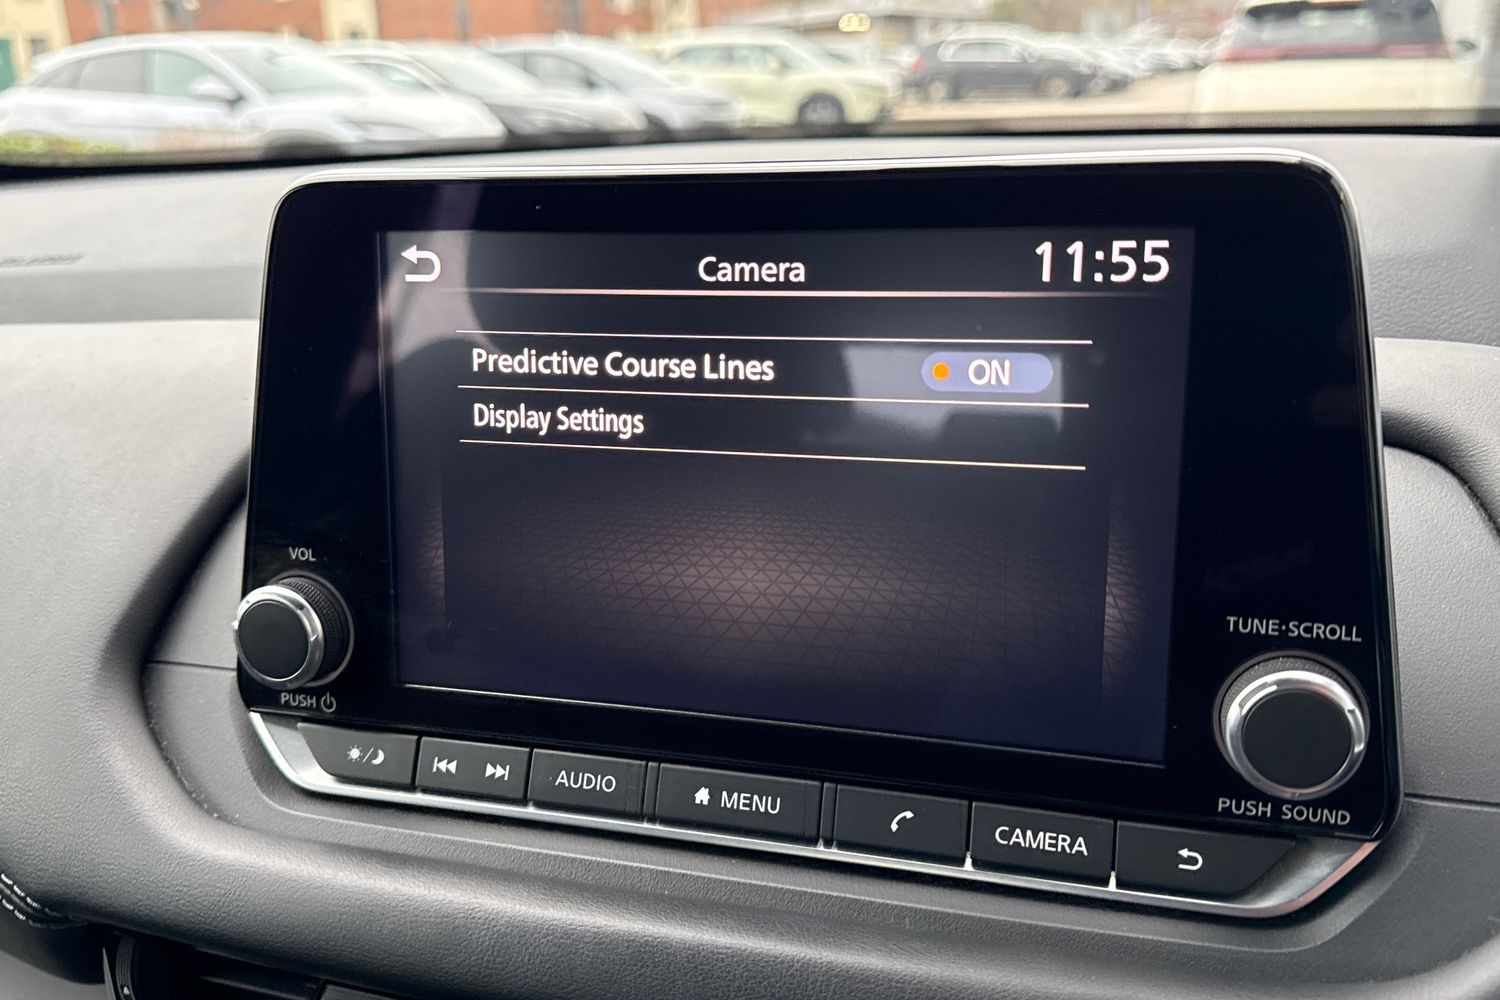 Camera
11:55
Predictive Course Lines
ON
Display Settings
VOL
PUSH
TUNE·SCROLL
PUSH SOUND
AUDIO
MENU
CAMERA